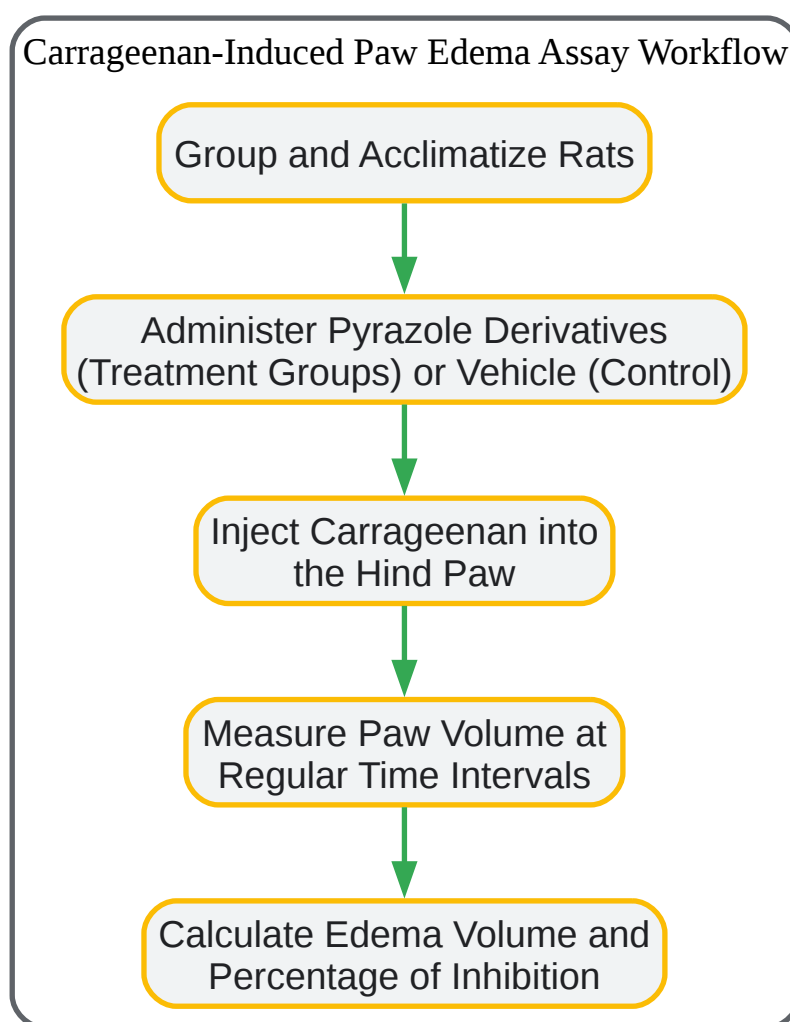 Carrageenan-Induced Paw Edema Assay Workflow
Group and Acclimatize Rats
Administer Pyrazole Derivatives
(Treatment Groups) or Vehicle (Control)
Inject Carrageenan into
the Hind Paw
Measure Paw Volume at
Regular Time Intervals
Calculate Edema Volume and
Percentage of Inhibition